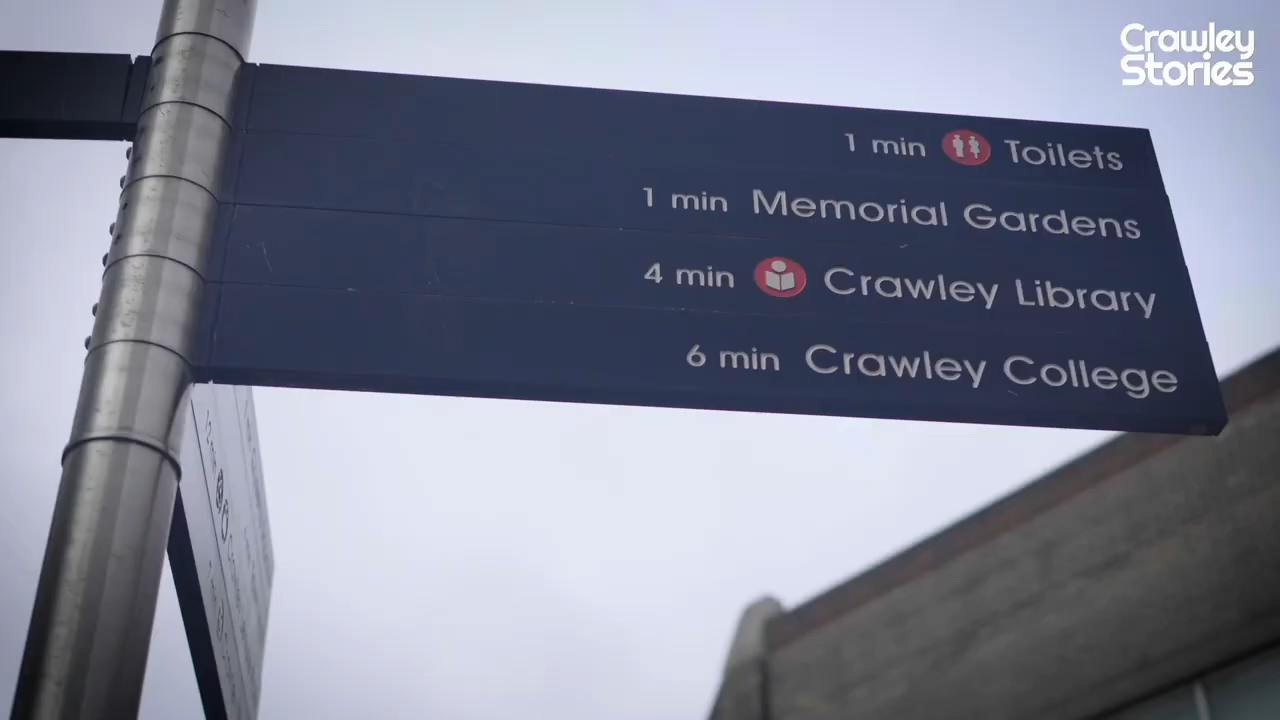 Crawley
Stories
1 min Toilets
1 min Memorial Gardens
4 min Crawley Library
6 min Crawley College